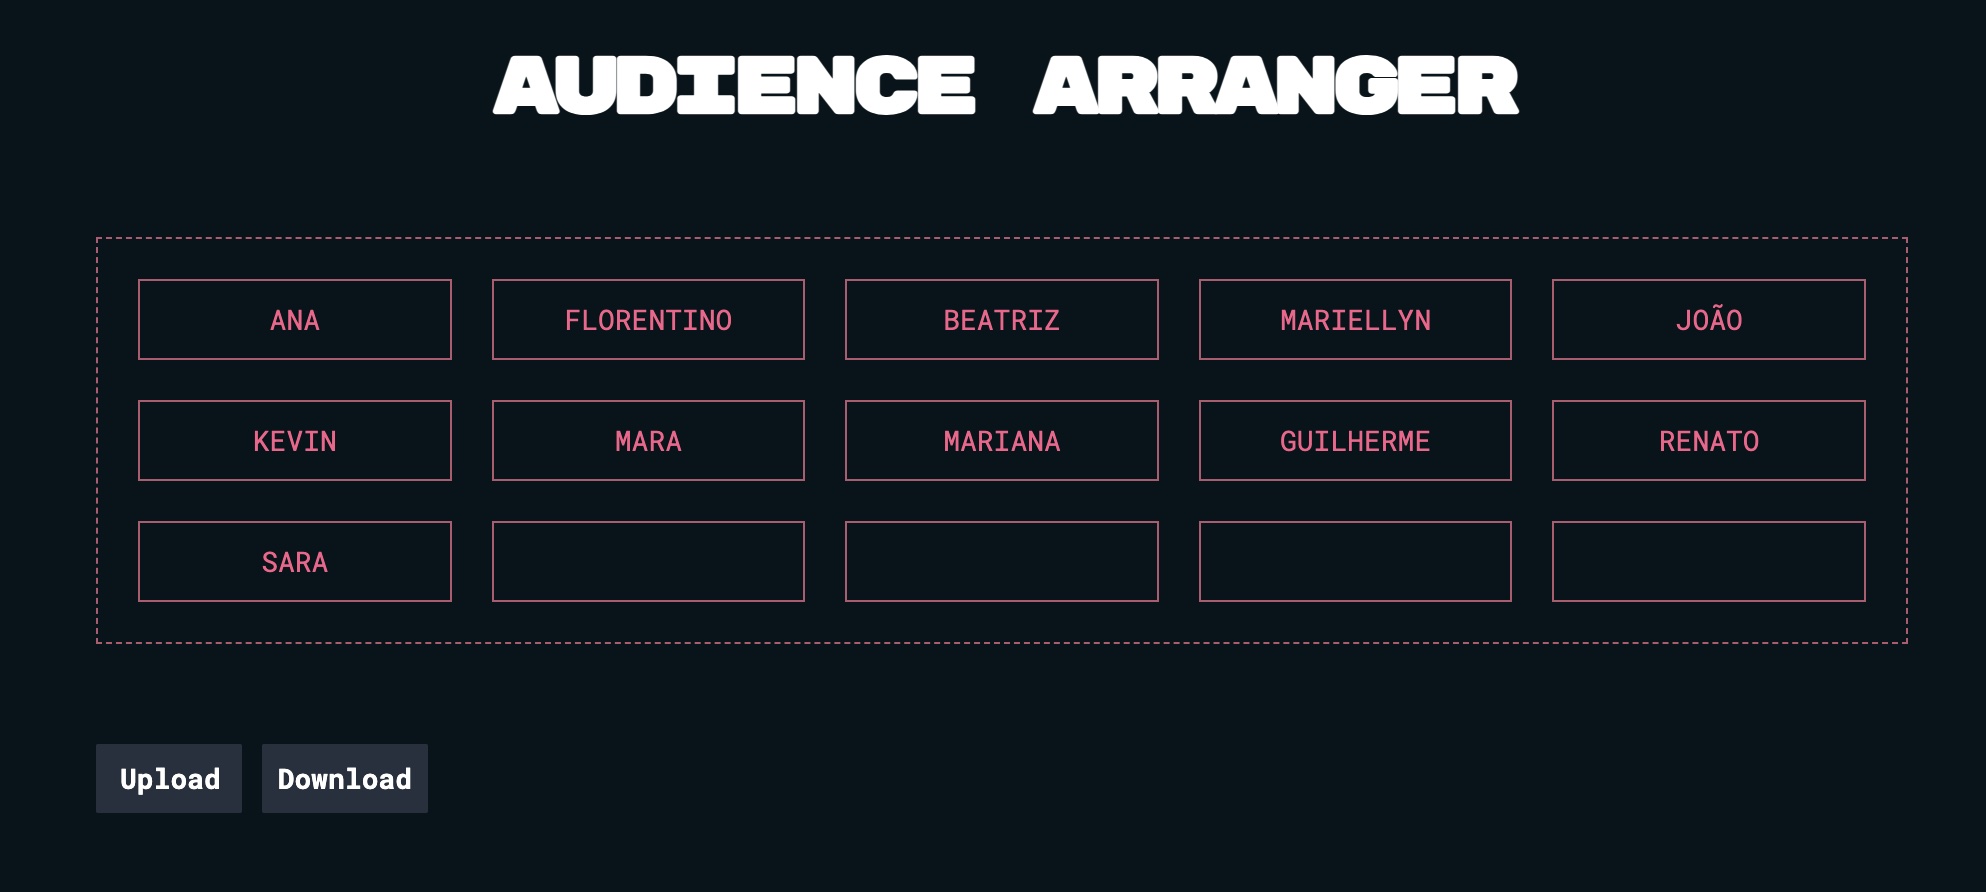 AUDIENCE ARRANGER
ANA FLORENTINO BEATRIZ MARIELLYN JOÃO
KEVIN MARA MARIANA GUILHERME RENATO
SARA
Upload Download